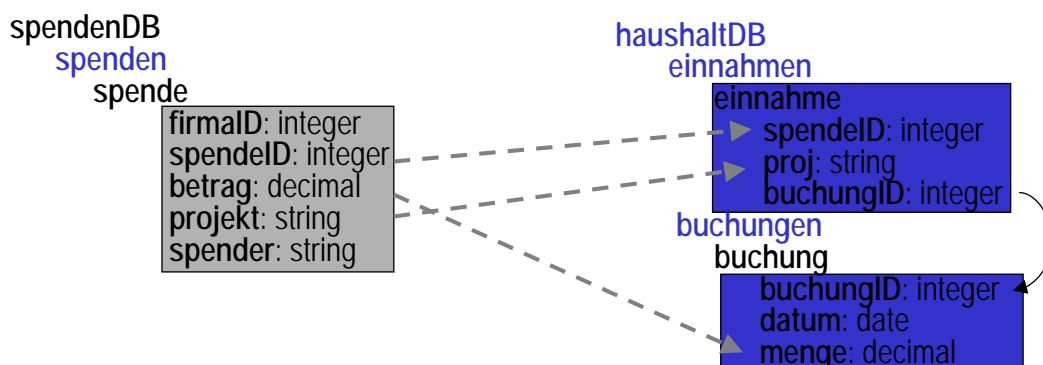 spendenDB
spenden
spende
firmaID: integer
spendeID: integer
betrag: decimal
projekt: string
spender: string
haushaltDB
einnahmen
einnahme
spendeID: integer
proj: string
buchungID: integer
buchungen
buchung
buchungID: integer
datum: date
menge: decimal